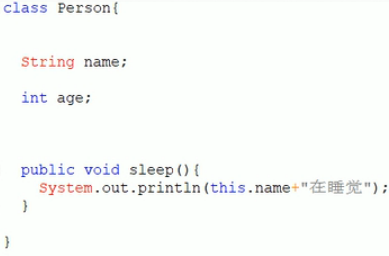 class Person{
String name;
int age;
public void sleep(){
System.out.println(this.name+"在睡觉");
}
}